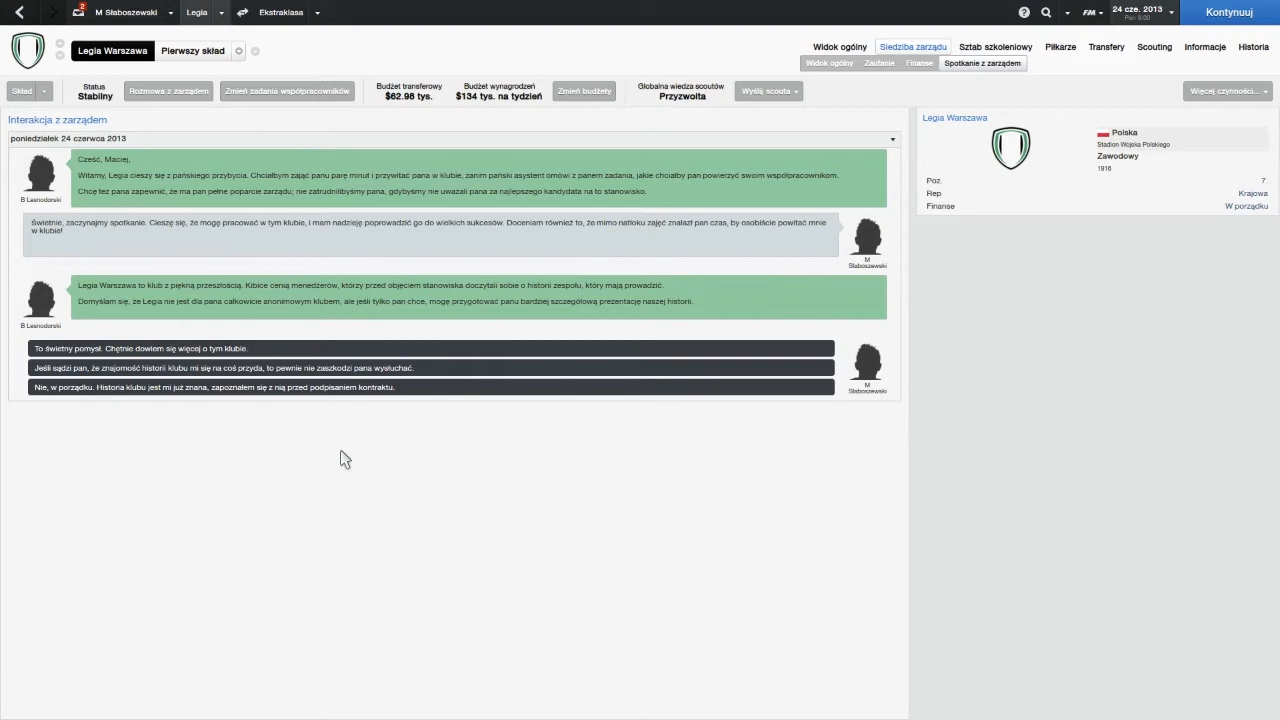 2
M Słaboszewski
Legia
Ekstraklasa
FM
24 cze. 2013
Pon 9:00
Kontynuuj
Legia Warszawa
Pierwszy skład
Widok ogólny
Siedziba zarządu
Sztab szkoleniowy
Piłkarze
Transfery
Scouting
Informacje
Historia
Widok ogólny
Zaufanie
Finanse
Spotkanie z zarządem
Skład
Status
Stabilny
Rozmowa z zarządem
Zmień zadania współpracowników
Budżet transferowy
$62.98 tys.
Budżet wynagrodzeń
$134 tys. na tydzień
Zmień budżety
Globalna wiedza scoutów
Przyzwoita
Wyślij scouta
Więcej czynności...
Interakcja z zarządem
poniedziałek 24 czerwca 2013
Cześć, Maciej,
Witamy, Legia cieszy się z pańskiego przybycia. Chciałbym zająć panu parę minut i przywitać pana w klubie, zanim pański asystent omówi z panem zadania, jakie chciałby pan powierzyć swoim współpracownikom.
Chcę też pana zapewnić, że ma pan pełne poparcie zarządu; nie zatrudnilibyśmy pana, gdybyśmy nie uważali pana za najlepszego kandydata na to stanowisko.
B Lesnodorski
Świetnie, zaczynajmy spotkanie. Cieszę się, że mogę pracować w tym klubie, i mam nadzieję poprowadzić go do wielkich sukcesów. Doceniam również to, że mimo natłoku zajęć znalazł pan czas, by osobiście powitać mnie
w klubie!
M
Słaboszewski
Legia Warszawa to klub z piękną przeszłością. Kibice cenią menedżerów, którzy przed objęciem stanowiska doczytali sobie o historii zespołu, który mają prowadzić.
Domyślam się, że Legia nie jest dla pana całkowicie anonimowym klubem, ale jeśli tylko pan chce, mogę przygotować panu bardziej szczegółową prezentację naszej historii.
B Lesnodorski
To świetny pomysł. Chętnie dowiem się więcej o tym klubie.
Jeśli sądzi pan, że znajomość historii klubu mi się na coś przyda, to pewnie nie zaszkodzi pana wysłuchać.
Nie, w porządku. Historia klubu jest mi już znana, zapoznałem się z nią przed podpisaniem kontraktu.
M
Słaboszewski
Legia Warszawa
Polska
Stadion Wojska Polskiego
Zawodowy
1916
Poz.
7.
Rep
Krajowa
Finanse
W porządku